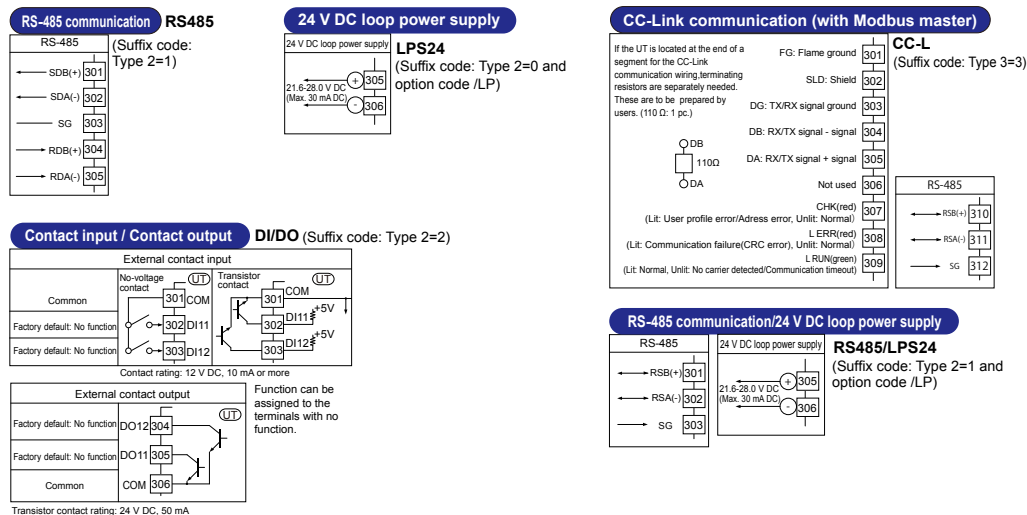 RS-485 communication RS485
RS-485
(Suffix code:
Type 2=1)
SDB(+) 301
SDA(-) 302
SG 303
RDB(+) 304
RDA(-) 305
24 V DC loop power supply
24 V DC loop power supply
LPS24
(Suffix code: Type 2=0 and
option code /LP)
21.6-28.0 V DC
(Max. 30 mA DC)
+ 305
- 306
CC-Link communication (with Modbus master)
CC-L
(Suffix code: Type 3=3)
If the UT is located at the end of a
segment for the CC-Link
communication wiring,terminating
resistors are separately needed.
These are to be prepared by
users. (110 Ω: 1 pc.)
DB
110Ω
DA
FG: Flame ground 301
SLD: Shield 302
DG: TX/RX signal ground 303
DB: RX/TX signal - signal 304
DA: RX/TX signal + signal 305
Not used 306
CHK(red)
(Lit: User profile error/Adress error, Unlit: Normal) 307
L ERR(red)
(Lit: Communication failure(CRC error), Unlit: Normal) 308
L RUN(green)
(Lit: Normal, Unlit: No carrier detected/Communication timeout) 309
RS-485
RSB(+) 310
RSA(-) 311
SG 312
Contact input / Contact output DI/DO (Suffix code: Type 2=2)
External contact input
No-voltage
contact
UT
Transistor
contact
UT
Common
301 COM
301 COM
Factory default: No function
302 DI11
302 DI11 +5V
Factory default: No function
303 DI12
303 DI12 +5V
Contact rating: 12 V DC, 10 mA or more
External contact output
UT
Factory default: No function DO12 304
Factory default: No function DO11 305
Common COM 306
Function can be
assigned to the
terminals with no
function.
Transistor contact rating: 24 V DC, 50 mA
RS-485 communication/24 V DC loop power supply
RS-485
RSB(+) 301
RSA(-) 302
SG 303
24 V DC loop power supply
21.6-28.0 V DC
(Max. 30 mA DC)
+ 305
- 306
RS485/LPS24
(Suffix code: Type 2=1 and
option code /LP)